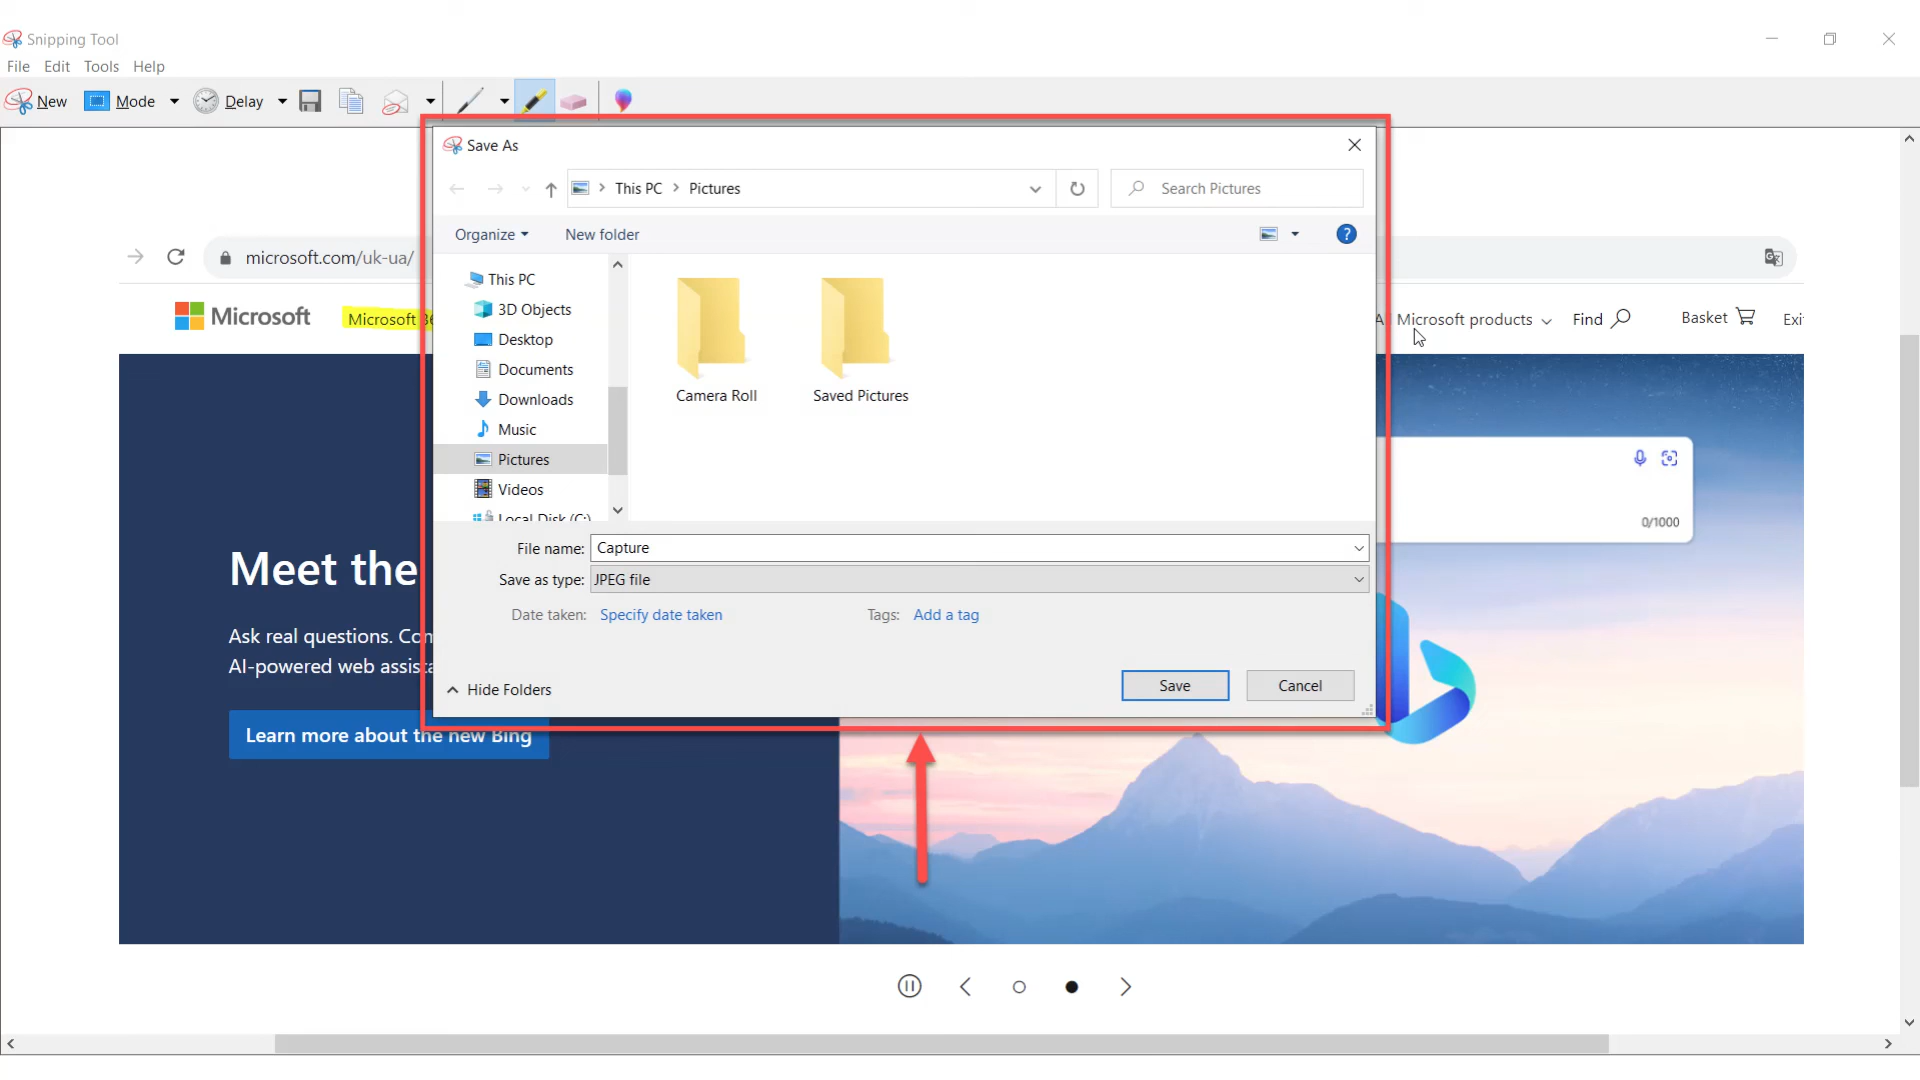 Snipping Tool
File Edit Tools Help
New Mode Delay
Save As
This PC Pictures
Search Pictures
Organize New folder
This PC
3D Objects
Desktop
Documents
Downloads
Music
Pictures
Videos
Local Disk (C:)
Camera Roll
Saved Pictures
File name: Capture
Save as type: JPEG file
Date taken: Specify date taken
Tags: Add a tag
Hide Folders
Save
Cancel
microsoft.com/uk-ua/
Microsoft
Microsoft
Microsoft products
Find
Basket
0/1000
Meet the
Ask real questions.
AI-powered web
Learn more about the new Bing